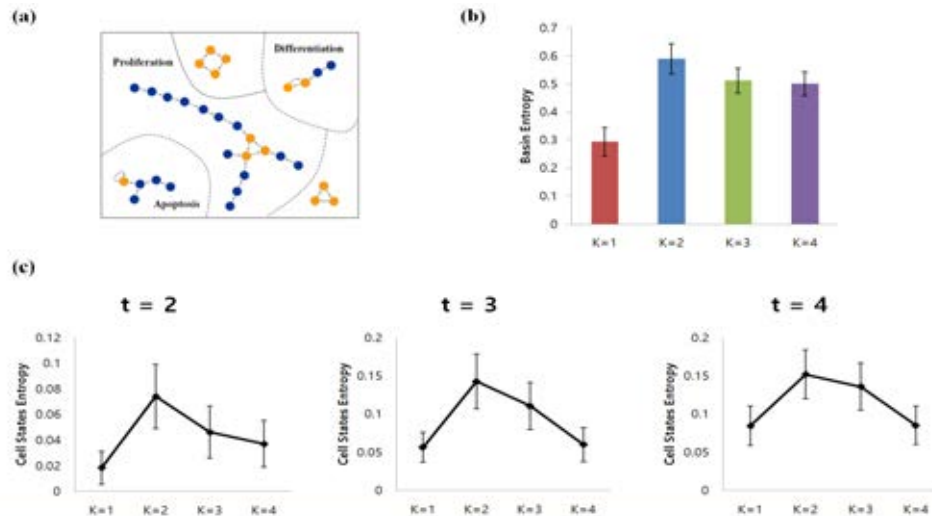 (a)
Proliferation
Differentiation
Apoptosis
(b)
Basin Entropy
0.7
0.6
0.5
0.4
0.3
0.2
0.1
0
K=1 K=2 K=3 K=4
(c)
t = 2
Cell States Entropy
0.12
0.1
0.08
0.06
0.04
0.02
0
K=1 K=2 K=3 K=4
t = 3
Cell States Entropy
0.2
0.15
0.1
0.05
0
K=1 K=2 K=3 K=4
t = 4
Cell States Entropy
0.2
0.15
0.1
0.05
0
K=1 K=2 K=3 K=4